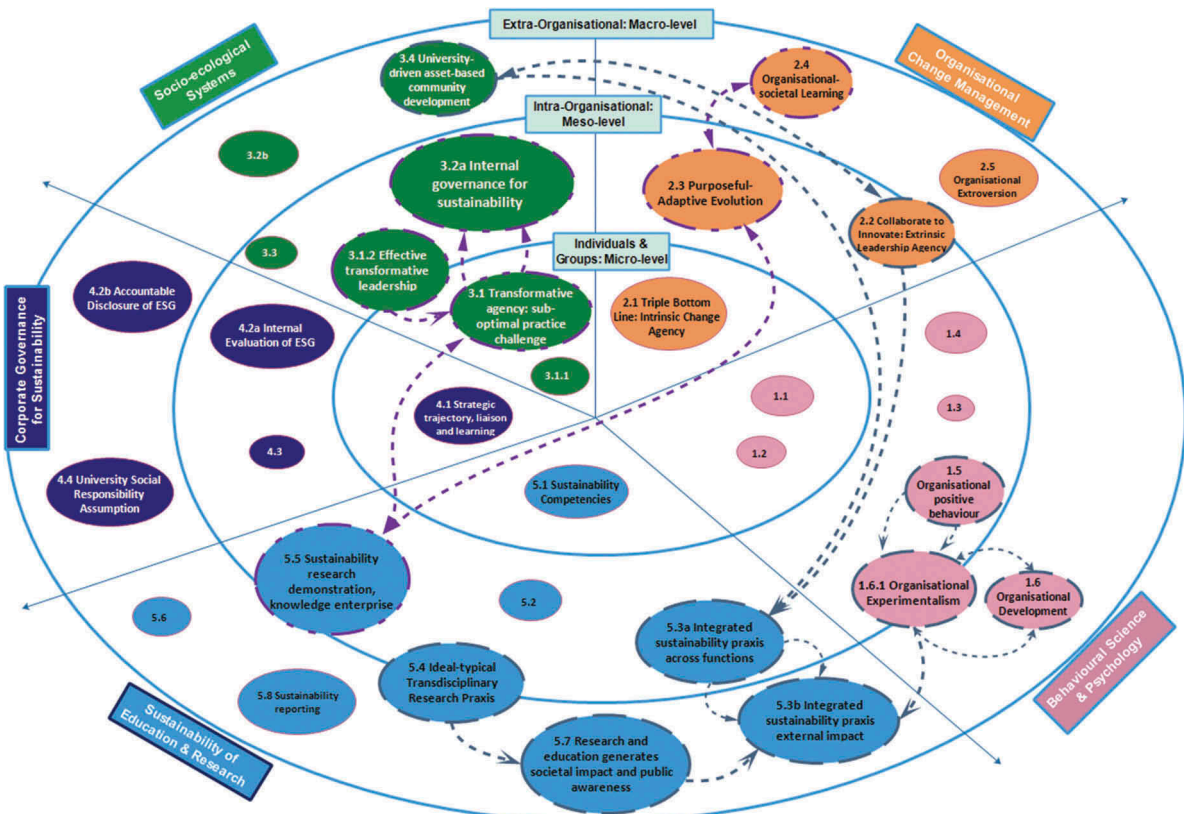 Extra-Organisational: Macro-level
Socio-ecological
Systems
3.4 University-
driven asset-based
community
development
2.4
Organisational-
societal Learning
Organisational
Change Management
Intra-Organisational:
Meso-level
3.2b
3.2a Internal
governance for
sustainability
2.3 Purposeful-
Adaptive Evolution
2.5
Organisational
Extroversion
2.2 Collaborate to
Innovate: Extrinsic
Leadership Agency
3.3
3.1.2 Effective
transformative
leadership
Individuals &
Groups: Micro-level
4.2b Accountable
Disclosure of ESG
4.2a Internal
Evaluation of ESG
3.1 Transformative
agency: sub-
optimal practice
challenge
2.1 Triple Bottom
Line: Intrinsic Change
Agency
1.4
Corporate Governance
for Sustainability
3.1.1
4.1 Strategic
trajectory, liaison
and learning
1.1
1.3
4.3
1.2
4.4 University Social
Responsibility
Assumption
5.1 Sustainability
Competencies
1.5
Organisational
positive
behaviour
5.5 Sustainability
research
demonstration,
knowledge enterprise
5.2
1.6.1 Organisational
Experimentalism
1.6
Organisational
Development
5.6
5.3a Integrated
sustainability praxis
across functions
5.4 Ideal-typical
Transdisciplinary
Research Praxis
Behavioural Science
& Psychology
5.8 Sustainability
reporting
5.3b Integrated
sustainability praxis
external impact
Sustainability of
Education & Research
5.7 Research and
education generates
societal impact and public
awareness